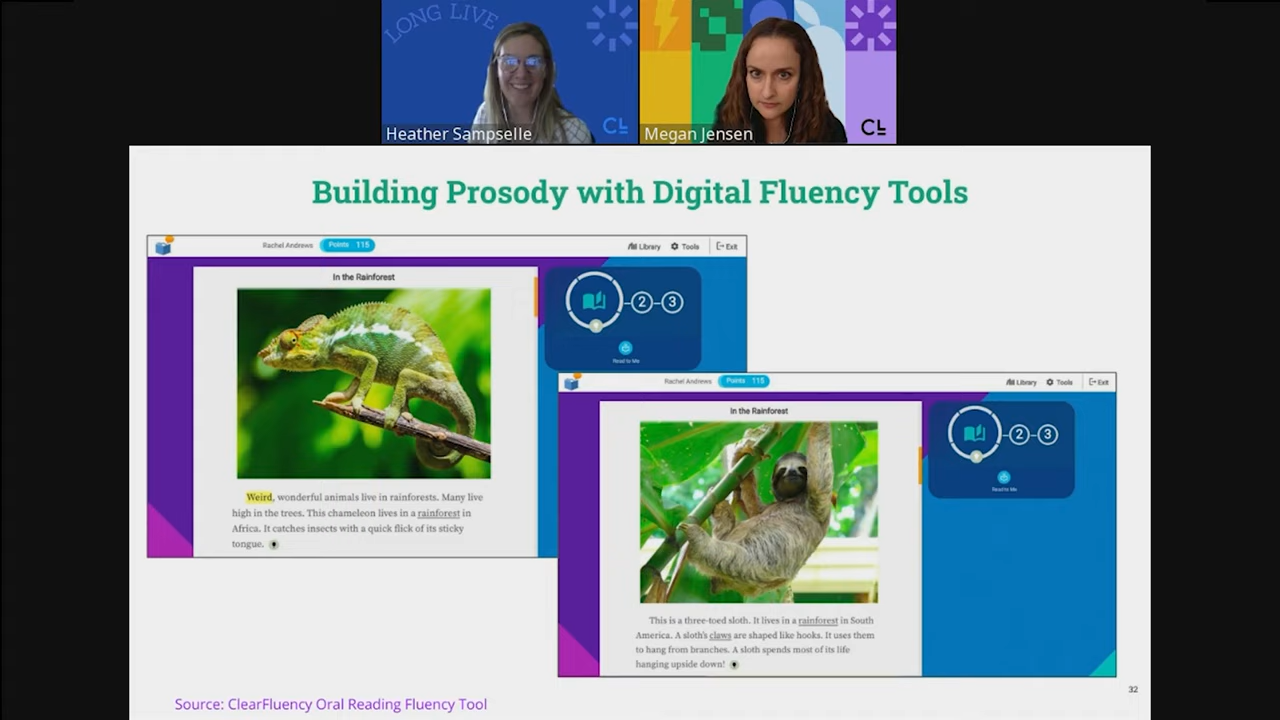 LONG LIVE
CL
Heather Sampselle
CL
Megan Jensen
Building Prosody with Digital Fluency Tools
Rachel Andrews
Points 115
Library
Tools
Exit
In the Rainforest
2
3
Read to Me
Weird, wonderful animals live in rainforests. Many live
high in the trees. This chameleon lives in a rainforest in
Africa. It catches insects with a quick flick of its sticky
tongue.
Rachel Andrews
Points 115
Library
Tools
Exit
In the Rainforest
2
3
Read to Me
This is a three-toed sloth. It lives in a rainforest in South
America. A sloth's claws are shaped like hooks. It uses them
to hang from branches. A sloth spends most of its life
hanging upside down!
32
Source: ClearFluency Oral Reading Fluency Tool